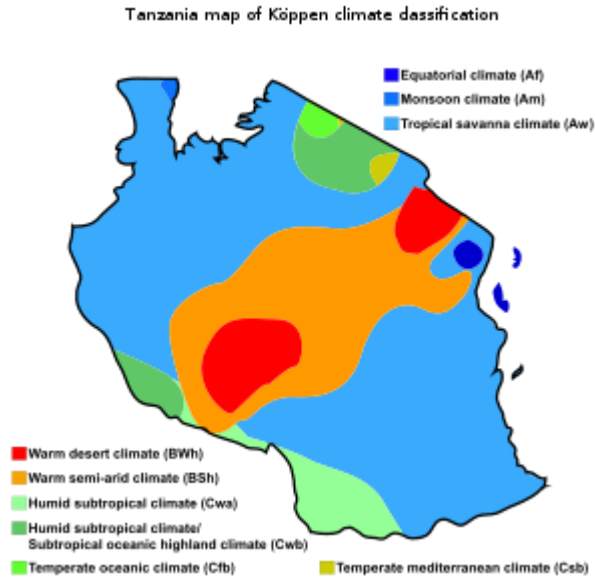 Tanzania map of Köppen climate classification
Equatorial climate (Af)
Monsoon climate (Am)
Tropical savanna climate (Aw)
Warm desert climate (BWh)
Warm semi-arid climate (BSh)
Humid subtropical climate (Cwa)
Humid subtropical climate/
Subtropical oceanic highland climate (Cwb)
Temperate oceanic climate (Cfb)
Temperate mediterranean climate (Csb)